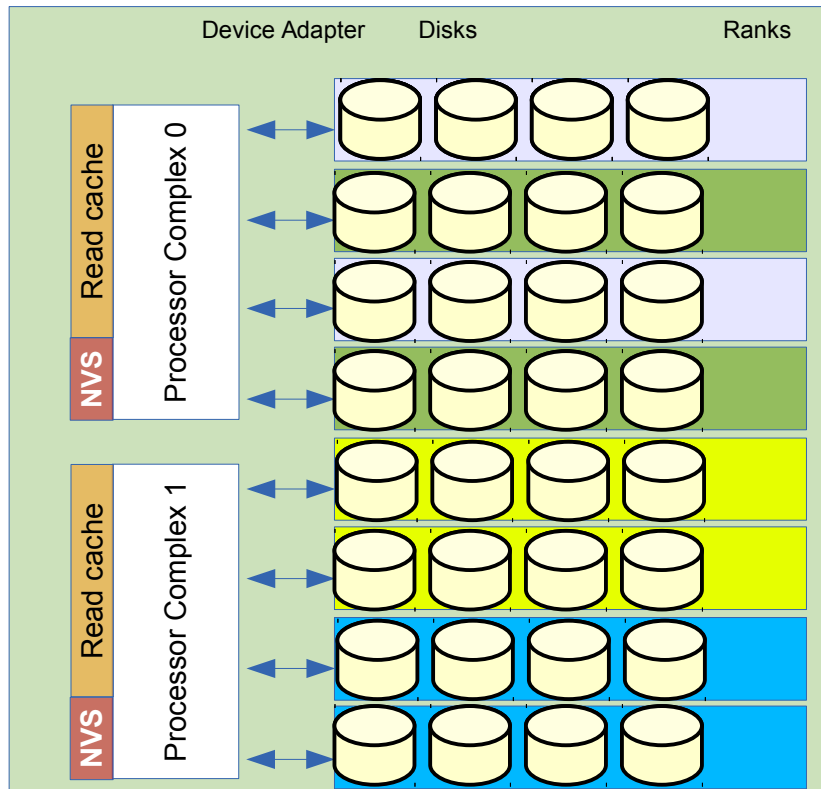 Device Adapter Disks Ranks
Read cache
NVS
Processor Complex 0
Read cache
NVS
Processor Complex 1